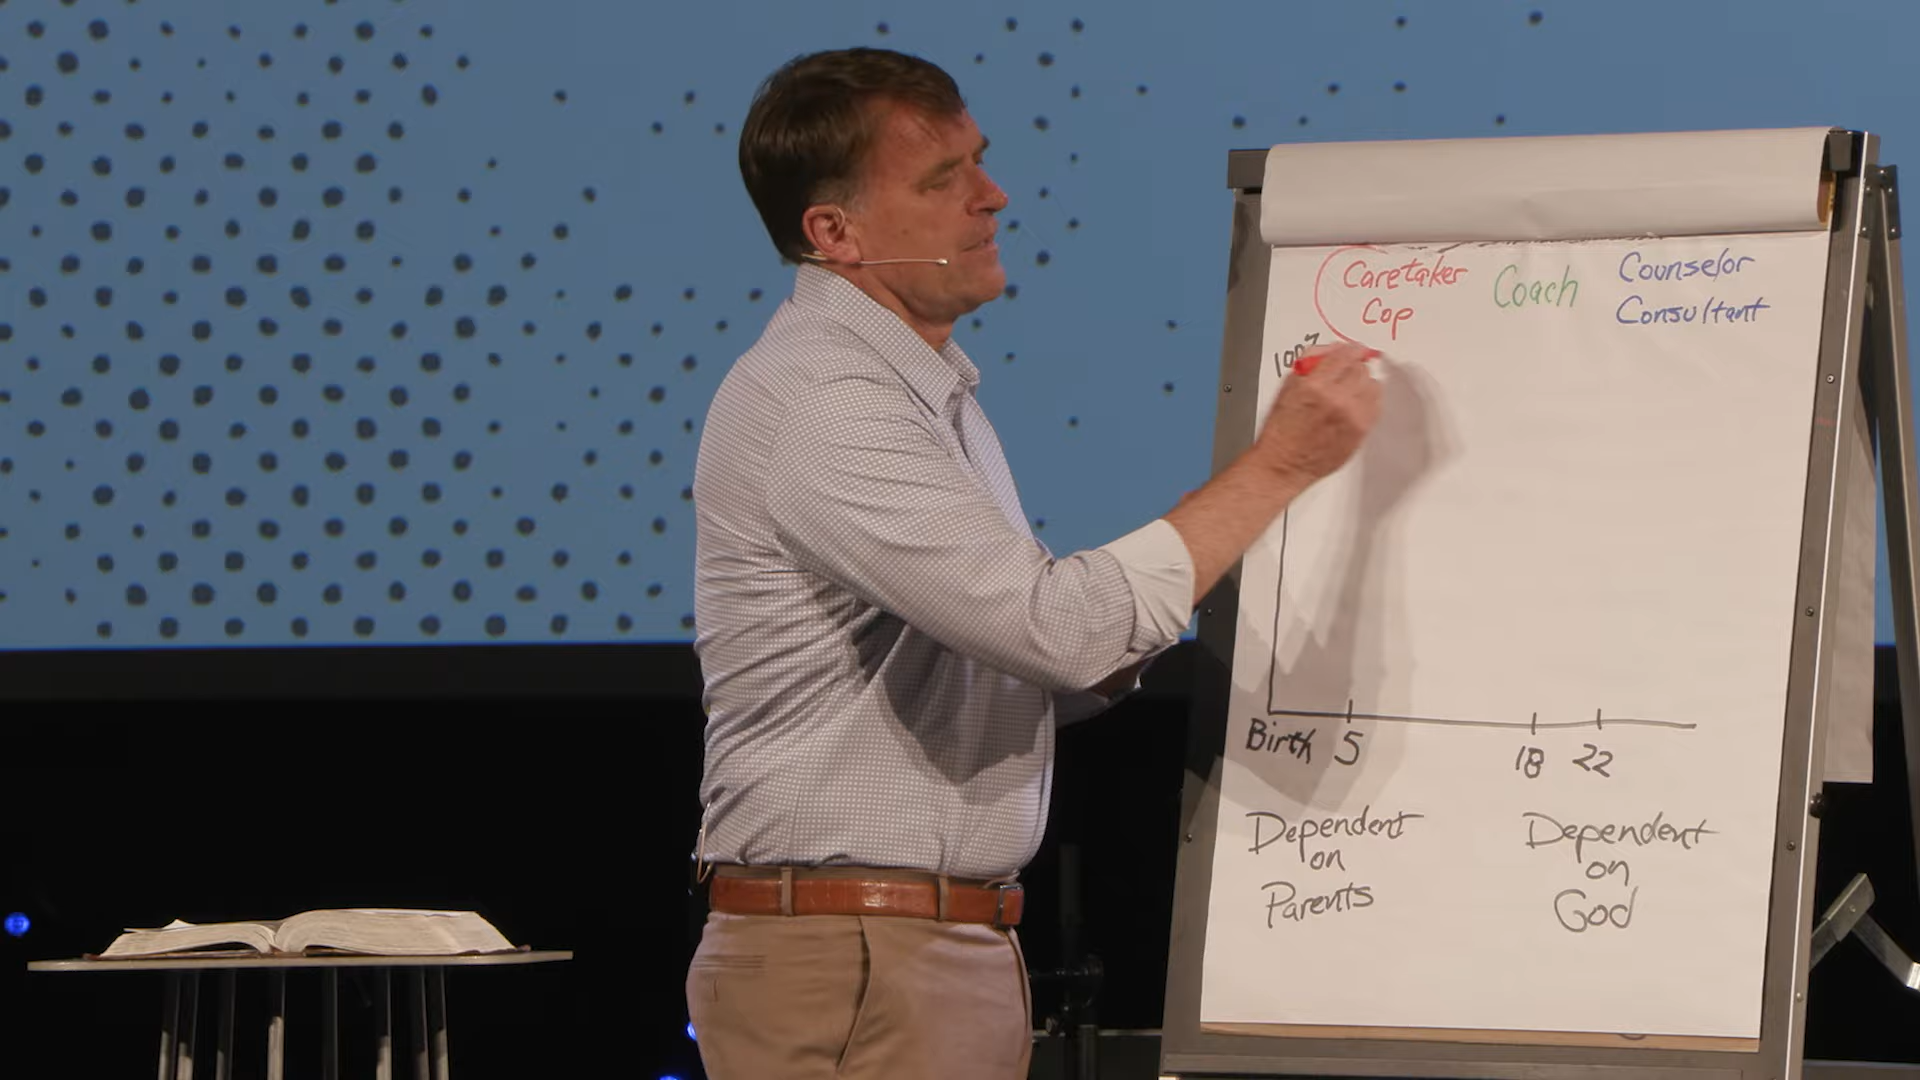 Caretaker Coach Counselor
Cop Consultant
Birth 5 18 22
Dependent Dependent
on on
Parents God